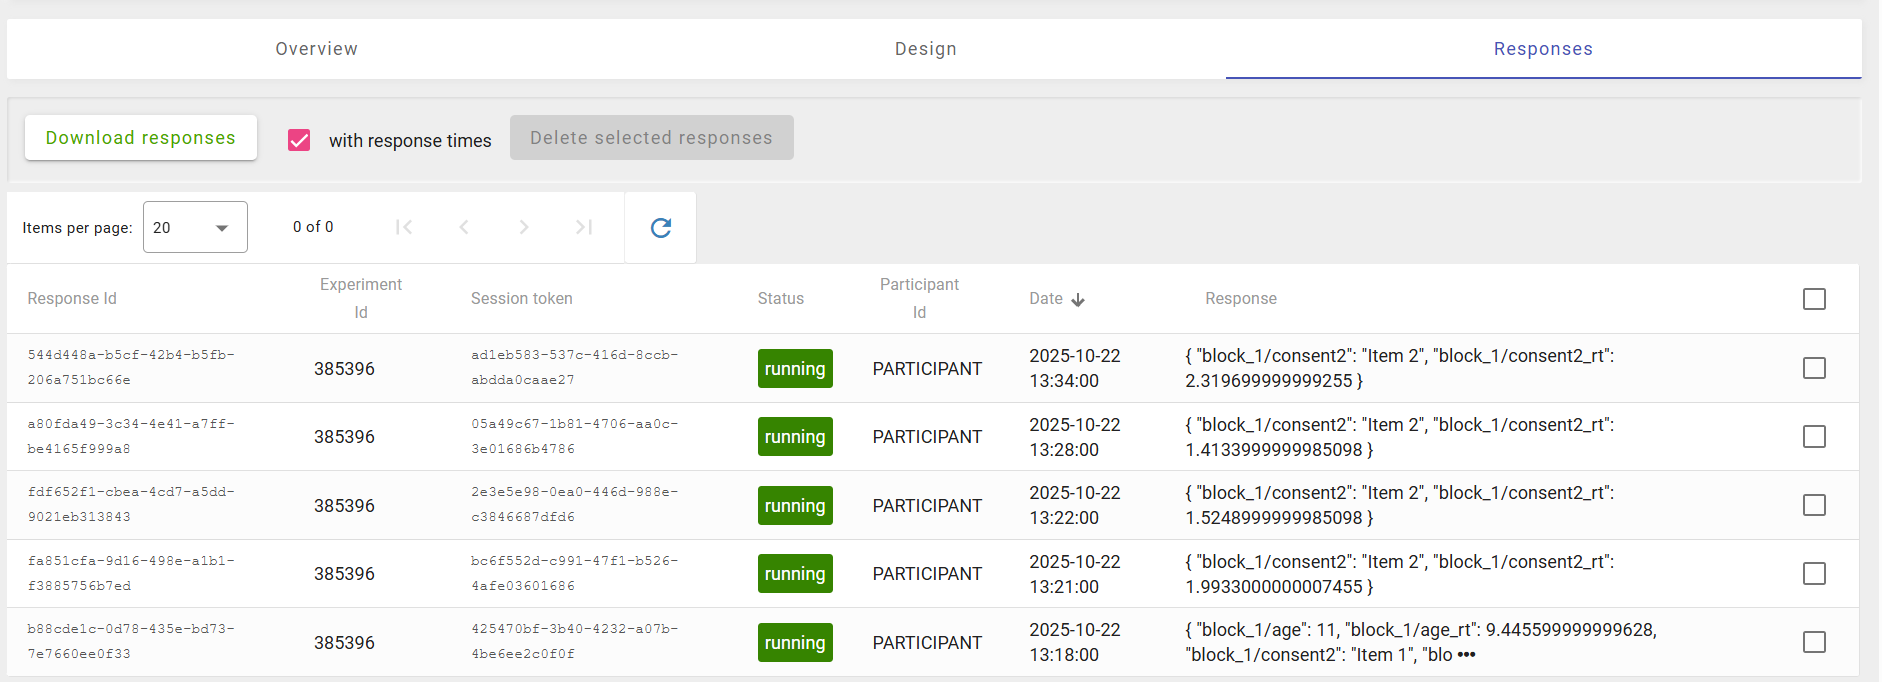 Overview Design Responses
Download responses with response times Delete selected responses
Items per page: 20 0 of 0
Response Id Experiment Id Session token Status Participant Id Date Response
544d448a-b5cf-42b4-b5fb-206a751bc66e 385396 ad1eb583-537c-416d-8ccb-abdda0caae27 running PARTICIPANT 2025-10-22 13:34:00 { "block_1/consent2": "Item 2", "block_1/consent2_rt": 2.319699999999255 }
a80fda49-3c34-4e41-a7ff-be4165f999a8 385396 05a49c67-1b81-4706-aa0c-3e01686b4786 running PARTICIPANT 2025-10-22 13:28:00 { "block_1/consent2": "Item 2", "block_1/consent2_rt": 1.4133999999985098 }
fdf652f1-cbea-4cd7-a5dd-9021eb313843 385396 2e3e5e98-0ea0-446d-988e-c3846687dfd6 running PARTICIPANT 2025-10-22 13:22:00 { "block_1/consent2": "Item 2", "block_1/consent2_rt": 1.5248999999985098 }
fa851cfa-9d16-498e-a1b1-f3885756b7ed 385396 bc6f552d-c991-47f1-b526-4afe03601686 running PARTICIPANT 2025-10-22 13:21:00 { "block_1/consent2": "Item 2", "block_1/consent2_rt": 1.9933000000007455 }
b88cde1c-0d78-435e-bd73-7e7660ee0f33 385396 425470bf-3b40-4232-a07b-4be6ee2c0f0f running PARTICIPANT 2025-10-22 13:18:00 { "block_1/age": 11, "block_1/age_rt": 9.445599999999628, "block_1/consent2": "Item 1", "blo •••